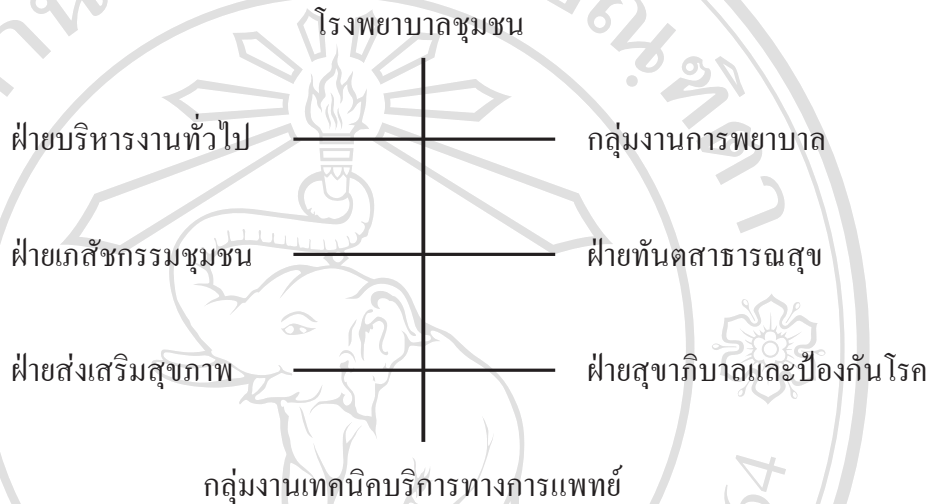 โรงพยาบาลชุมชน
ฝ่ายบริหารงานทั่วไป กลุ่มงานการพยาบาล
ฝ่ายเภสัชกรรมชุมชน ฝ่ายทันตสาธารณสุข
ฝ่ายส่งเสริมสุขภาพ ฝ่ายสุขาภิบาลและป้องกันโรค
กลุ่มงานเทคนิคบริการทางการแพทย์